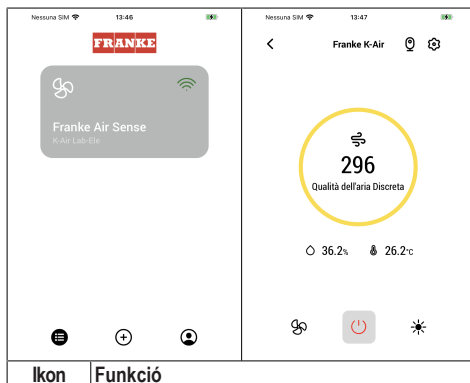 Nessuna SIM 13:46
FRANKE
Franke Air Sense
K-Air Lab-Ele
Nessuna SIM 13:47
Franke K-Air
296
Qualità dell'aria Discreta
36.2% 26.2°C
Ikon Funkció